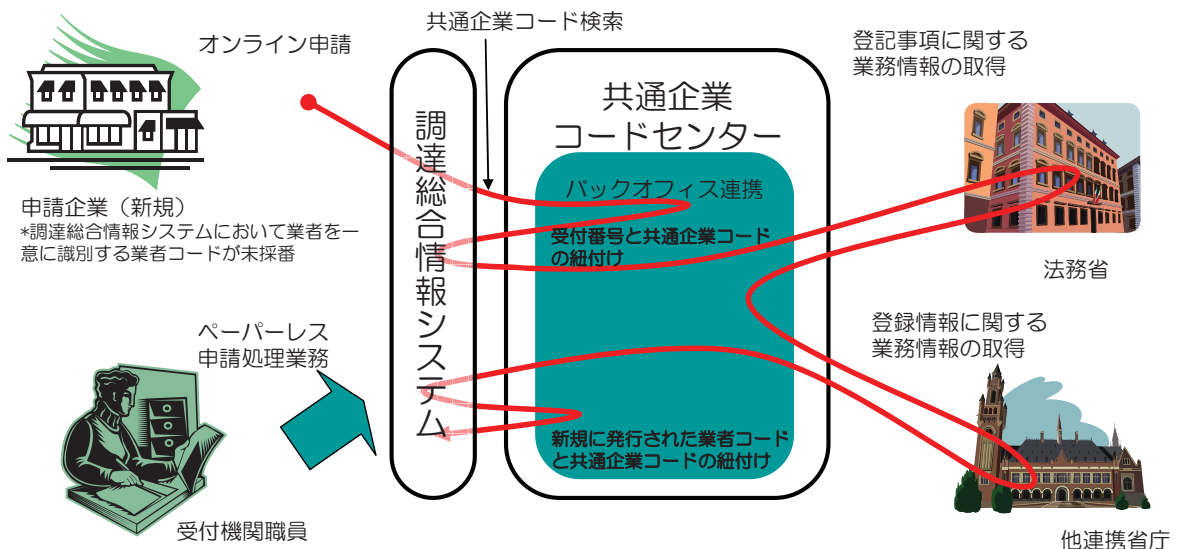 共通企業コード検索
オンライン申請
登記事項に関する
業務情報の取得
共通企業
コードセンター
調達総合情報システム
バックオフィス連携
受付番号と共通企業コード
の紐付け
申請企業（新規）
*調達総合情報システムにおいて業者を一
意に識別する業者コードが未採番
法務省
登録情報に関する
業務情報の取得
ペーパーレス
申請処理業務
新規に発行された業者コード
と共通企業コードの紐付け
受付機関職員
他連携省庁